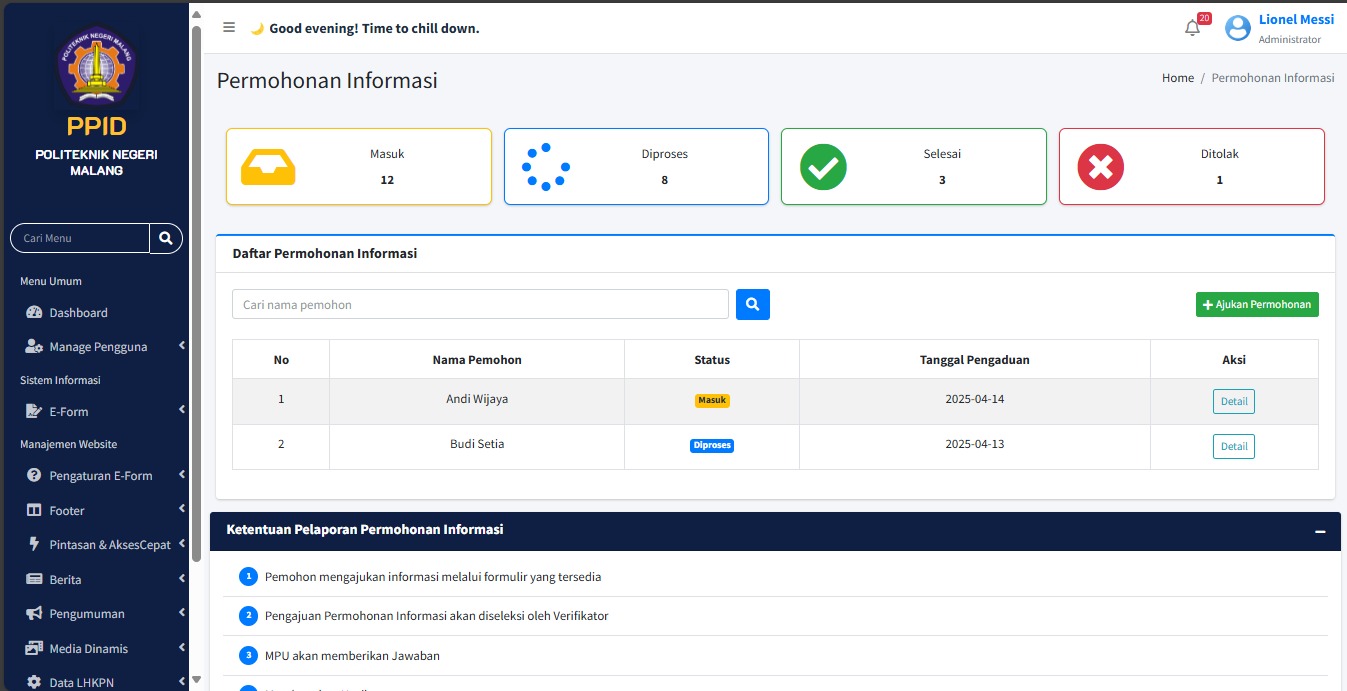 POLITEKNIK NEGERI MALANG
PPID
POLITEKNIK NEGERI
MALANG
Cari Menu
Menu Umum
Dashboard
Manage Pengguna
Sistem Informasi
E-Form
Manajemen Website
Pengaturan E-Form
Footer
Pintasan & AksesCepat
Berita
Pengumuman
Media Dinamis
Data LHKPN
Good evening! Time to chill down.
20
Lionel Messi
Administrator
Permohonan Informasi
Home / Permohonan Informasi
Masuk
12
Diproses
8
Selesai
3
Ditolak
1
Daftar Permohonan Informasi
Cari nama pemohon
Ajukan Permohonan
No Nama Pemohon Status Tanggal Pengaduan Aksi
1 Andi Wijaya Masuk 2025-04-14 Detail
2 Budi Setia Diproses 2025-04-13 Detail
Ketentuan Pelaporan Permohonan Informasi
1 Pemohon mengajukan informasi melalui formulir yang tersedia
2 Pengajuan Permohonan Informasi akan diseleksi oleh Verifikator
3 MPU akan memberikan Jawaban